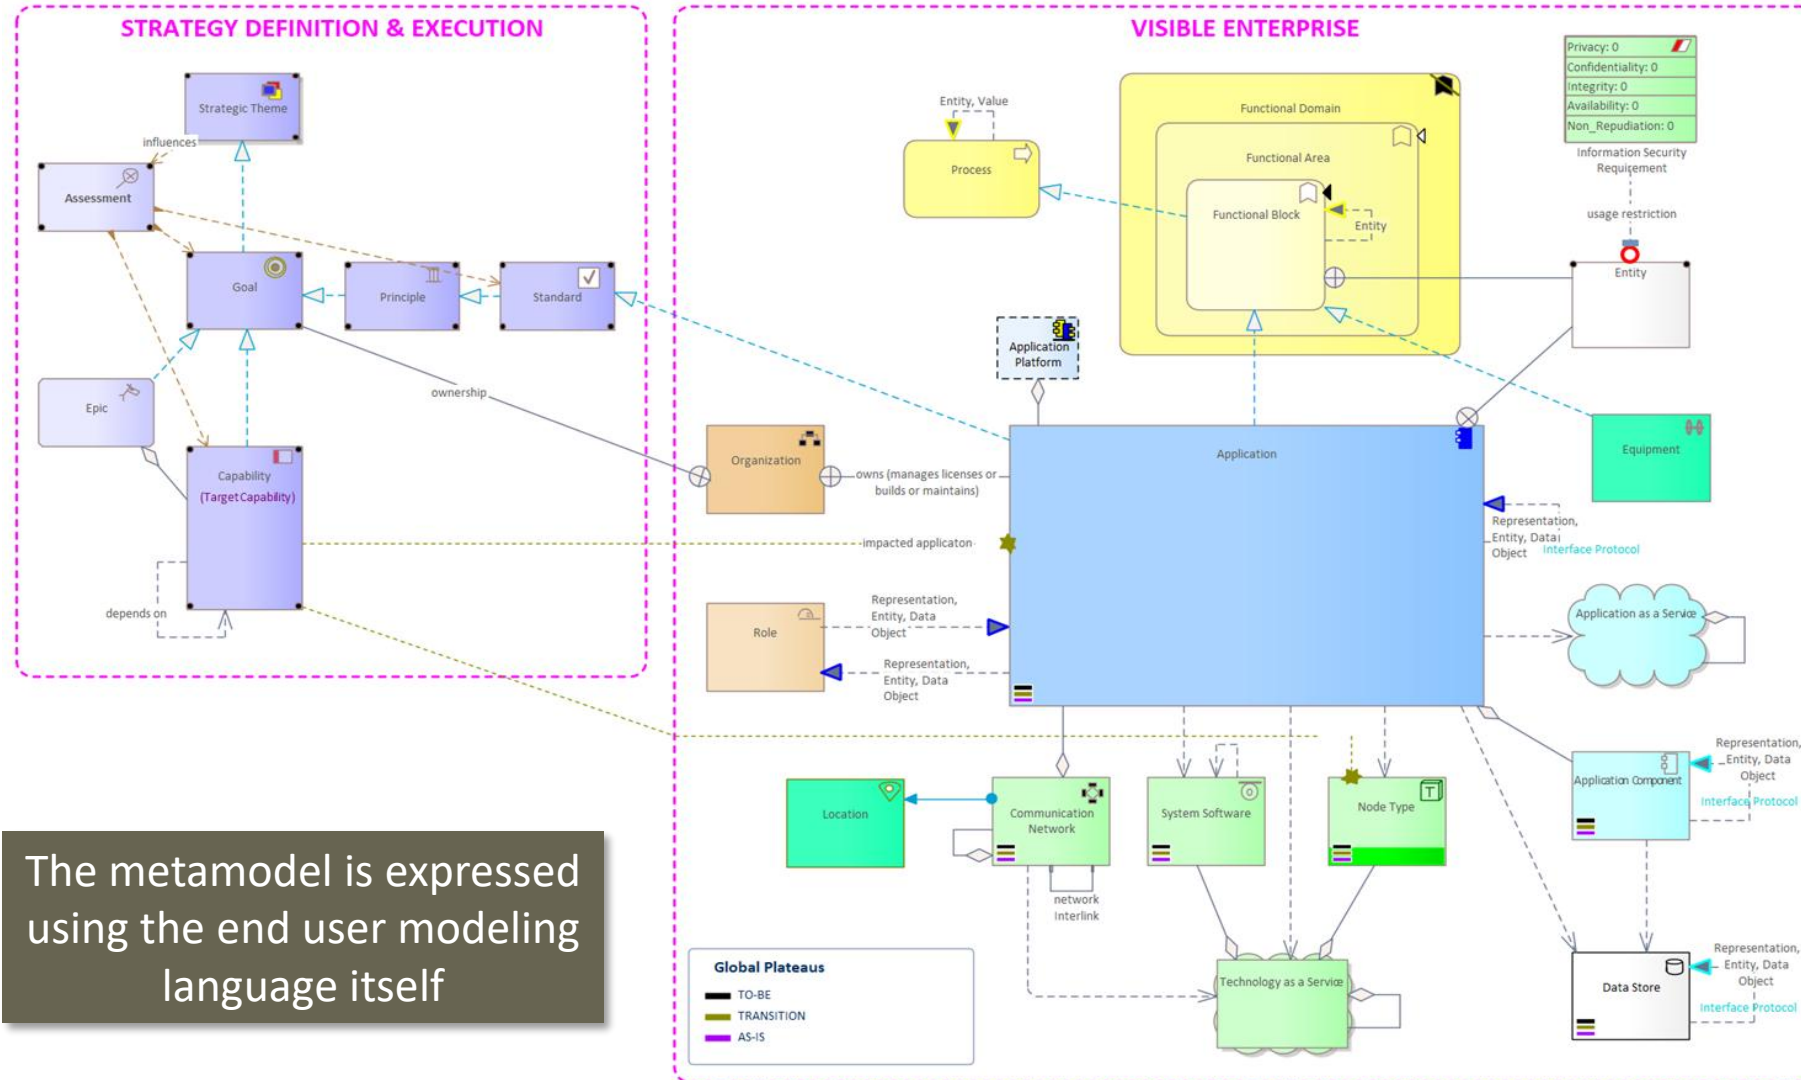 STRATEGY DEFINITION & EXECUTION
Strategic Theme
influences
Assessment
Goal
Principle
Standard
Epic
ownership
Capability
(Target Capability)
depends on
VISIBLE ENTERPRISE
Entity, Value
Process
Functional Domain
Functional Area
Functional Block
Entity
Privacy: 0
Confidentiality: 0
Integrity: 0
Availability: 0
Non_Repudiation: 0
Information Security
Requirement
usage restriction
Entity
Application
Platform
Organization
owns (manages licenses or
builds or maintains)
Application
Equipment
impacted applicaton
Representation,
Entity, Data
Object
Interface Protocol
Role
Representation,
Entity, Data
Object
Representation,
Entity, Data
Object
Application as a Service
Location
Communication
Network
network
Interlink
System Software
Node Type
T
Application Component
Representation,
Entity, Data
Object
Interface Protocol
Technology as a Service
Data Store
Representation,
Entity, Data
Object
Interface Protocol
The metamodel is expressed
using the end user modeling
language itself
Global Plateaus
TO-BE
TRANSITION
AS-IS